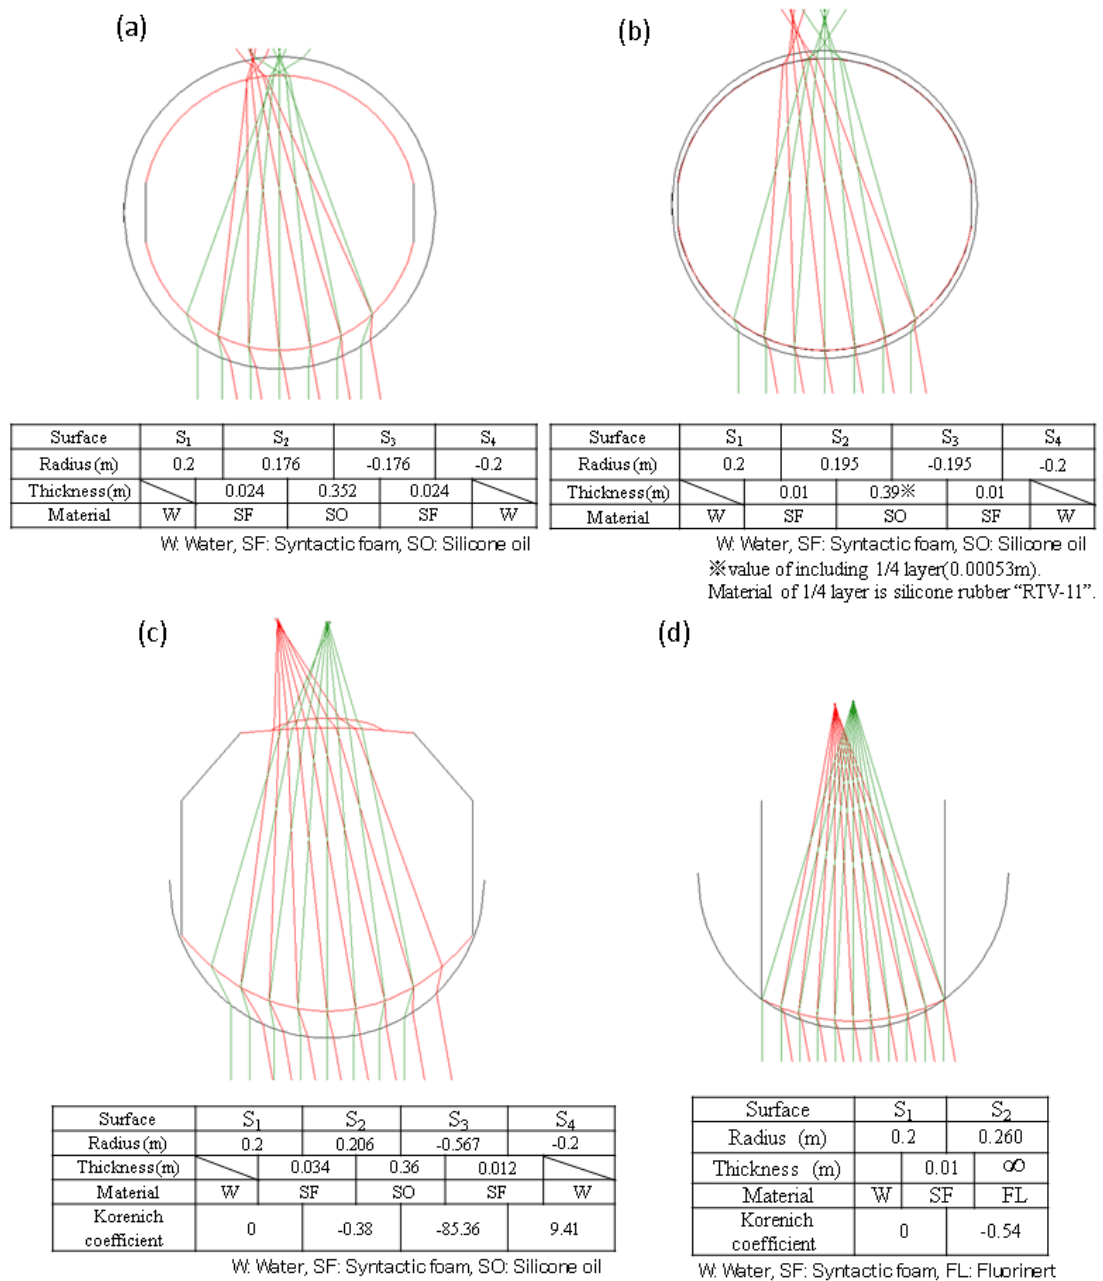 (a)
(b)
Surface S1 S2 S3 S4
Radius(m) 0.2 0.176 -0.176 -0.2
Thickness(m) 0.024 0.352 0.024
Material W SF SO SF W
W: Water, SF: Syntactic foam, SO: Silicone oil
Surface S1 S2 S3 S4
Radius(m) 0.2 0.195 -0.195 -0.2
Thickness(m) 0.01 0.39※ 0.01
Material W SF SO SF W
W: Water, SF: Syntactic foam, SO: Silicone oil
※value of including 1/4 layer(0.00053m).
Material of 1/4 layer is silicone rubber “RTV-11”.
(c)
(d)
Surface S1 S2 S3 S4
Radius(m) 0.2 0.206 -0.567 -0.2
Thickness(m) 0.034 0.36 0.012
Material W SF SO SF W
Korenich
coefficient 0 -0.38 -85.36 9.41
W: Water, SF: Syntactic foam, SO: Silicone oil
Surface S1 S2
Radius (m) 0.2 0.260
Thickness (m) 0.01 ∞
Material W SF FL
Korenich
coefficient 0 -0.54
W: Water, SF: Syntactic foam, FL: Fluorinert